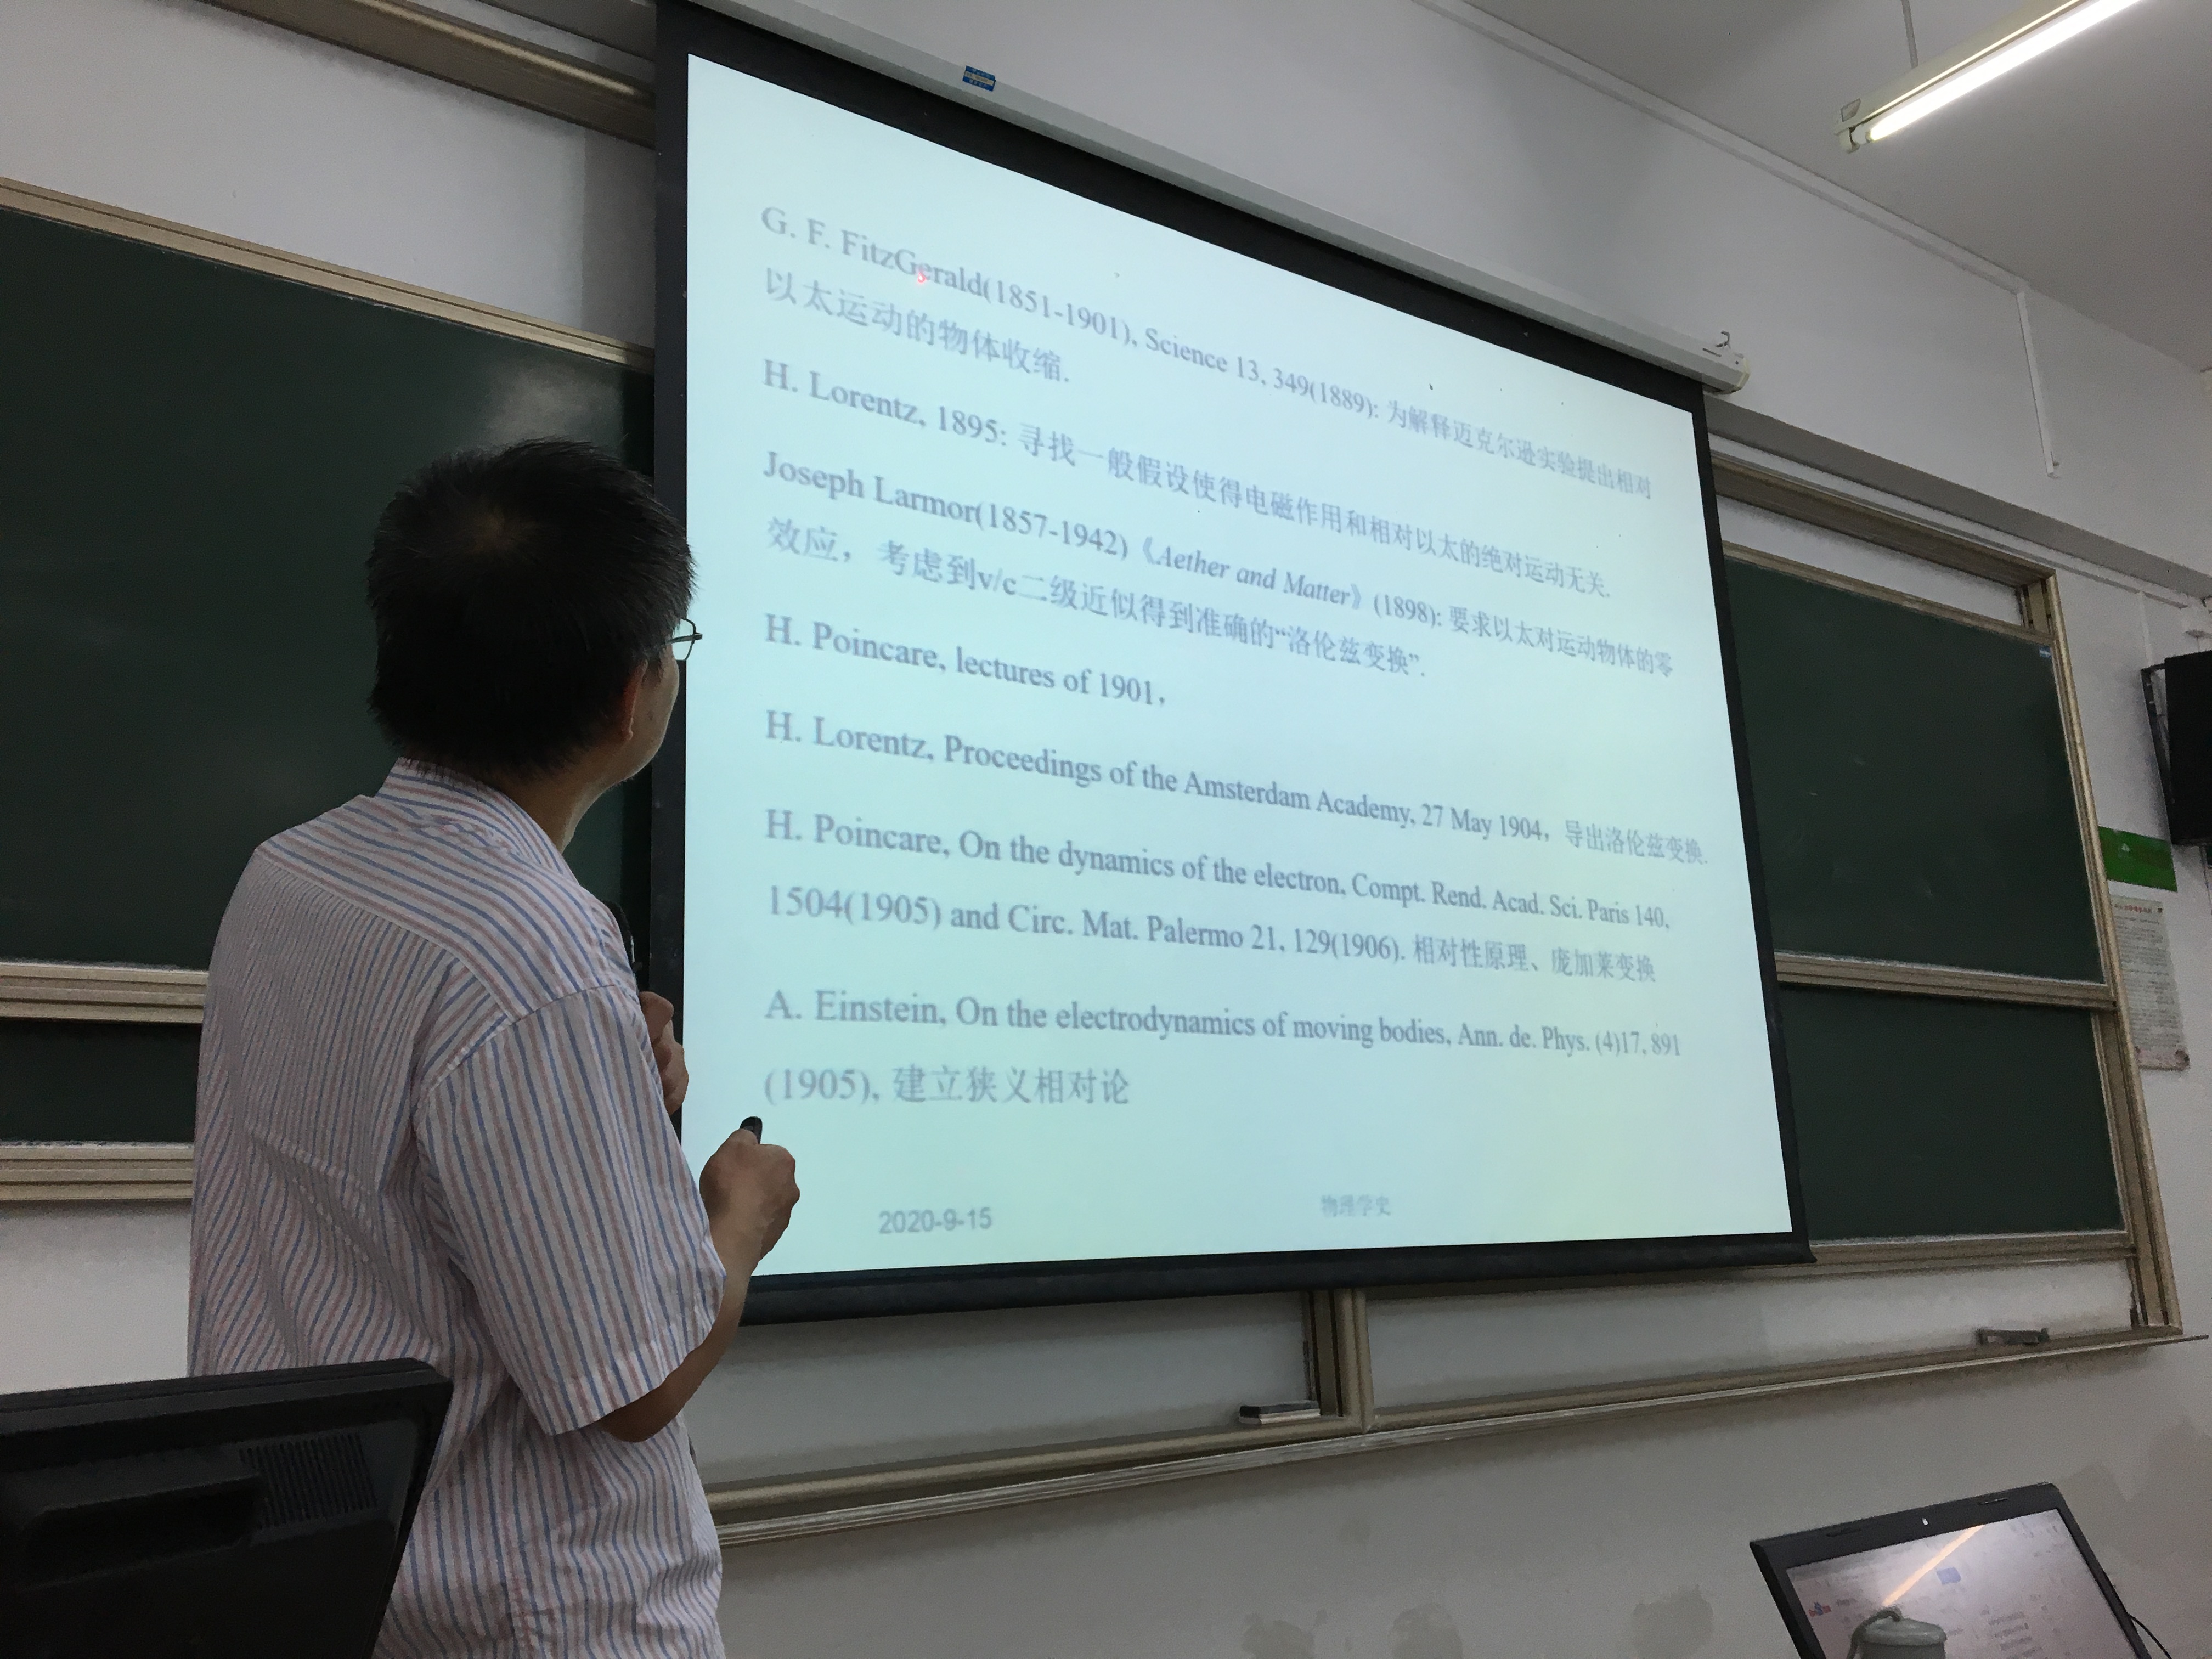 G. F. FitzGerald(1851-1901), Science 13, 349(1889): 为解释迈克尔逊实验提出相对
以太运动的物体收缩.
H. Lorentz, 1895: 寻找一般假设使得电磁作用和相对以太的绝对运动无关.
Joseph Larmor(1857-1942)《Aether and Matter》(1898): 要求以太对运动物体的零
效应，考虑到v/c二级近似得到准确的“洛伦兹变换”.
H. Poincare, lectures of 1901，
H. Lorentz, Proceedings of the Amsterdam Academy, 27 May 1904，导出洛伦兹变换.
H. Poincare, On the dynamics of the electron, Compt. Rend. Acad. Sci. Paris 140,
1504(1905) and Circ. Mat. Palermo 21, 129(1906). 相对性原理、庞加莱变换
A. Einstein, On the electrodynamics of moving bodies, Ann. de. Phys. (4)17, 891
(1905), 建立狭义相对论
2020-9-15
物理学史